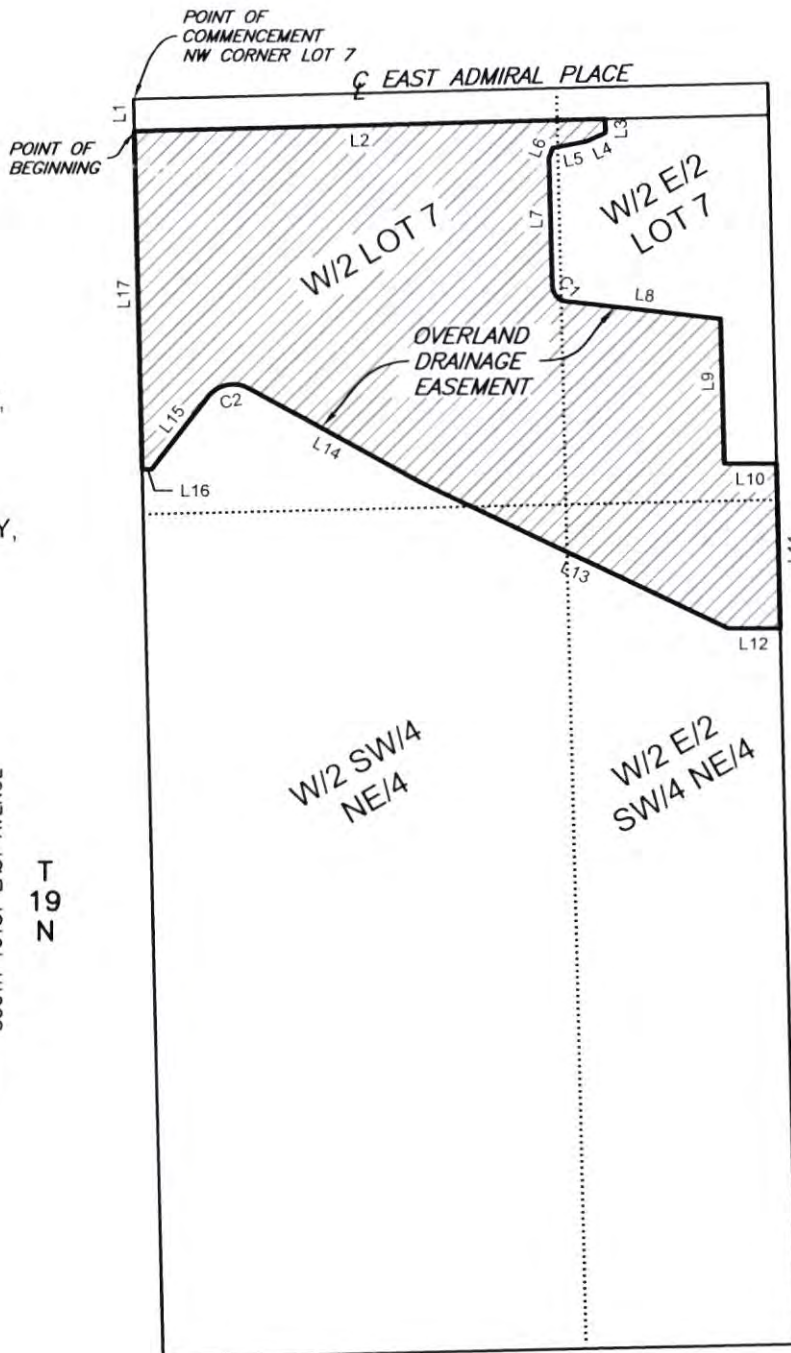 POINT OF
COMMENCEMENT
NW CORNER LOT 7
℄ EAST ADMIRAL PLACE
L1
POINT OF
BEGINNING
L2
L3
L4
L5
L6
L7
W/2 E/2
LOT 7
W/2 LOT 7
L17
C1
L8
OVERLAND
DRAINAGE
EASEMENT
L9
L15
C2
L14
L16
L10
L11
Y,
L13
L12
W/2 SW/4
NE/4
W/2 E/2
SW/4 NE/4
T
19
N